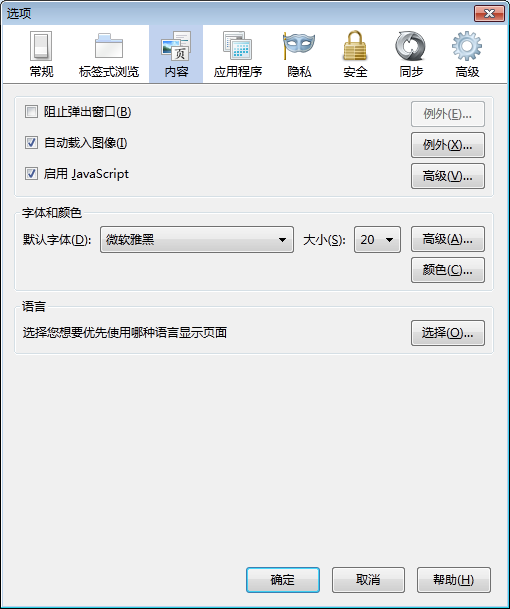 选项
常规 标签式浏览 内容 应用程序 隐私 安全 同步 高级
阻止弹出窗口(B) 例外(E)...
自动载入图像(I) 例外(X)...
启用 JavaScript 高级(V)...
字体和颜色
默认字体(D): 微软雅黑 大小(S): 20 高级(A)...
颜色(C)...
语言
选择您想要优先使用哪种语言显示页面 选择(O)...
确定 取消 帮助(H)